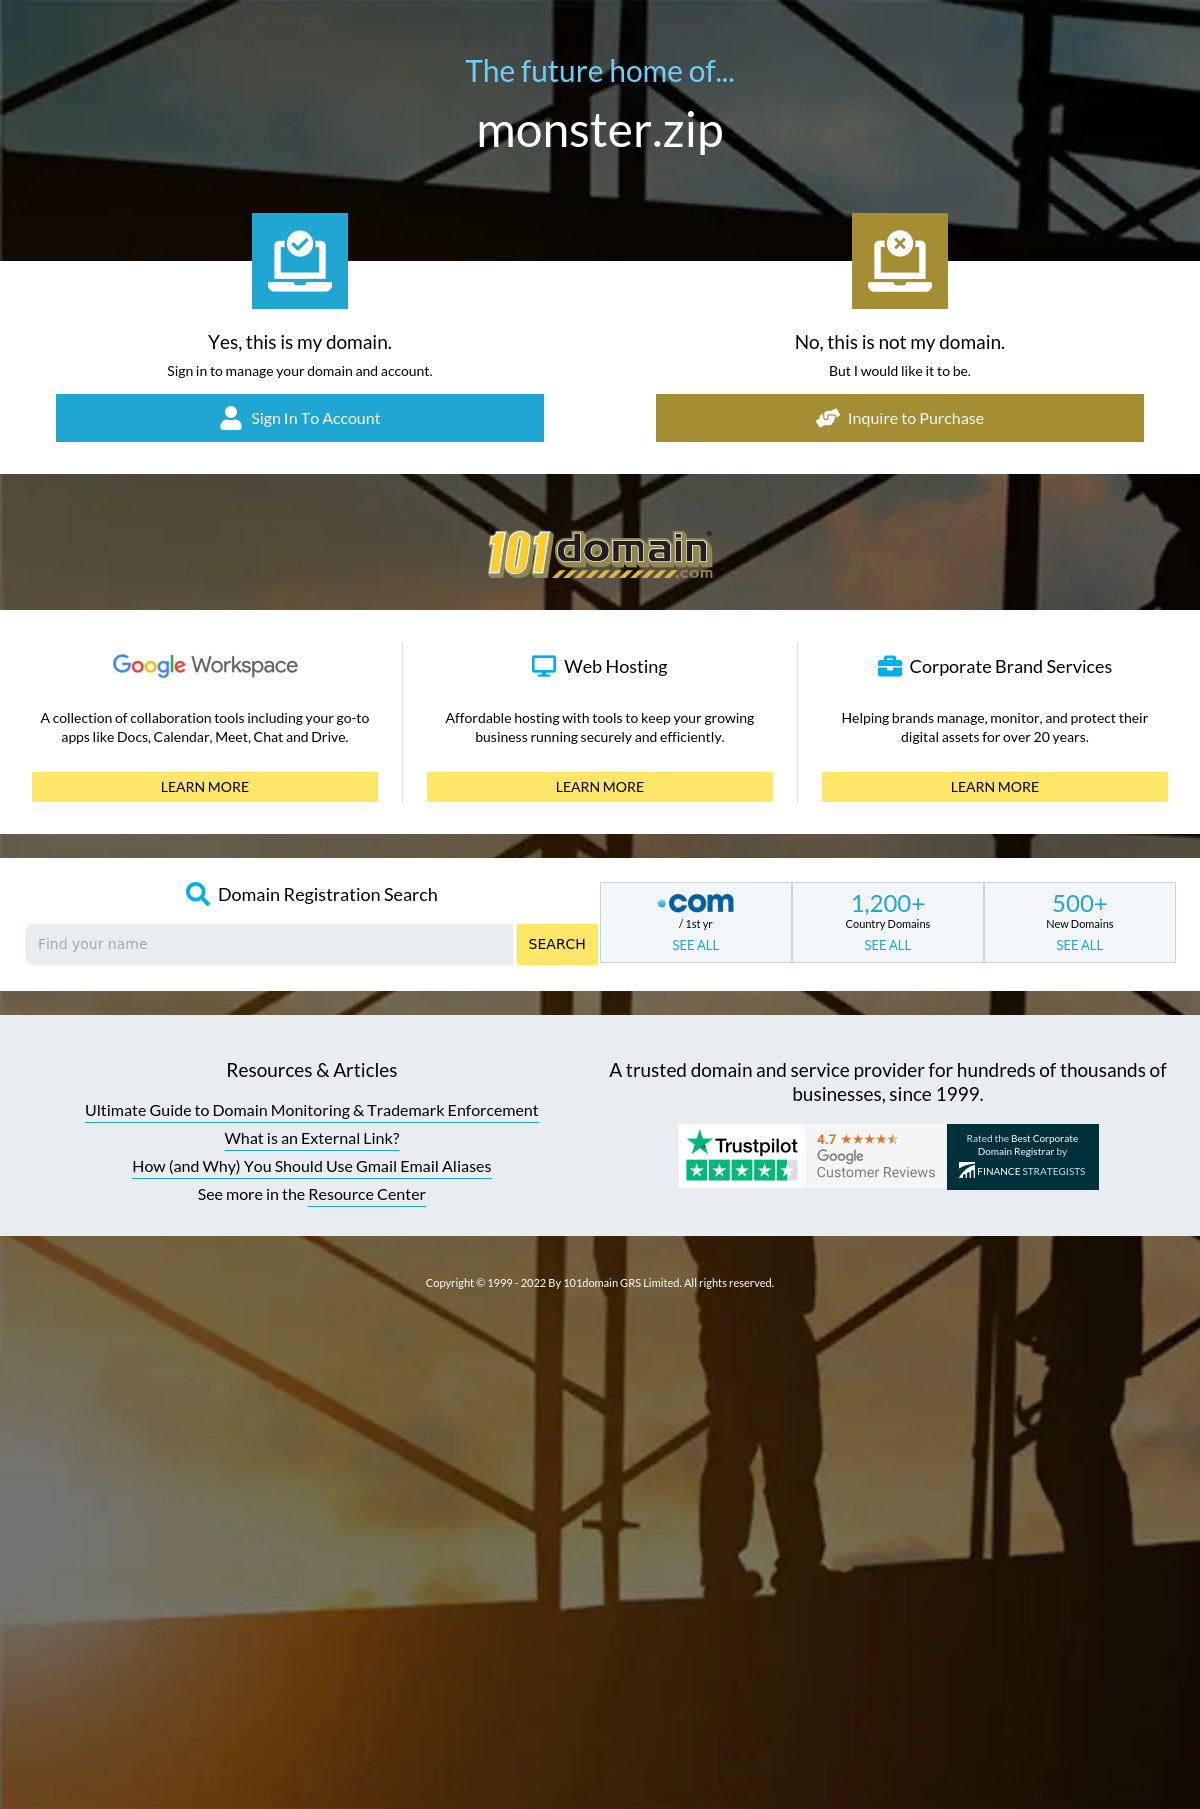 The future home of...
monster.zip
Yes, this is my domain.
Sign in to manage your domain and account.
Sign In To Account
No, this is not my domain.
But I would like it to be.
Inquire to Purchase
101domain
.com
Google Workspace
A collection of collaboration tools including your go-to
apps like Docs, Calendar, Meet, Chat and Drive.
LEARN MORE
Web Hosting
Affordable hosting with tools to keep your growing
business running securely and efficiently.
LEARN MORE
Corporate Brand Services
Helping brands manage, monitor, and protect their
digital assets for over 20 years.
LEARN MORE
Domain Registration Search
Find your name
SEARCH
.com
/ 1st yr
SEE ALL
1,200+
Country Domains
SEE ALL
500+
New Domains
SEE ALL
Resources & Articles
Ultimate Guide to Domain Monitoring & Trademark Enforcement
What is an External Link?
How (and Why) You Should Use Gmail Email Aliases
See more in the Resource Center
A trusted domain and service provider for hundreds of thousands of
businesses, since 1999.
Trustpilot
4.7
Google
Customer Reviews
Rated the Best Corporate
Domain Registrar by
FINANCE STRATEGISTS
Copyright © 1999 - 2022 By 101domain GRS Limited. All rights reserved.